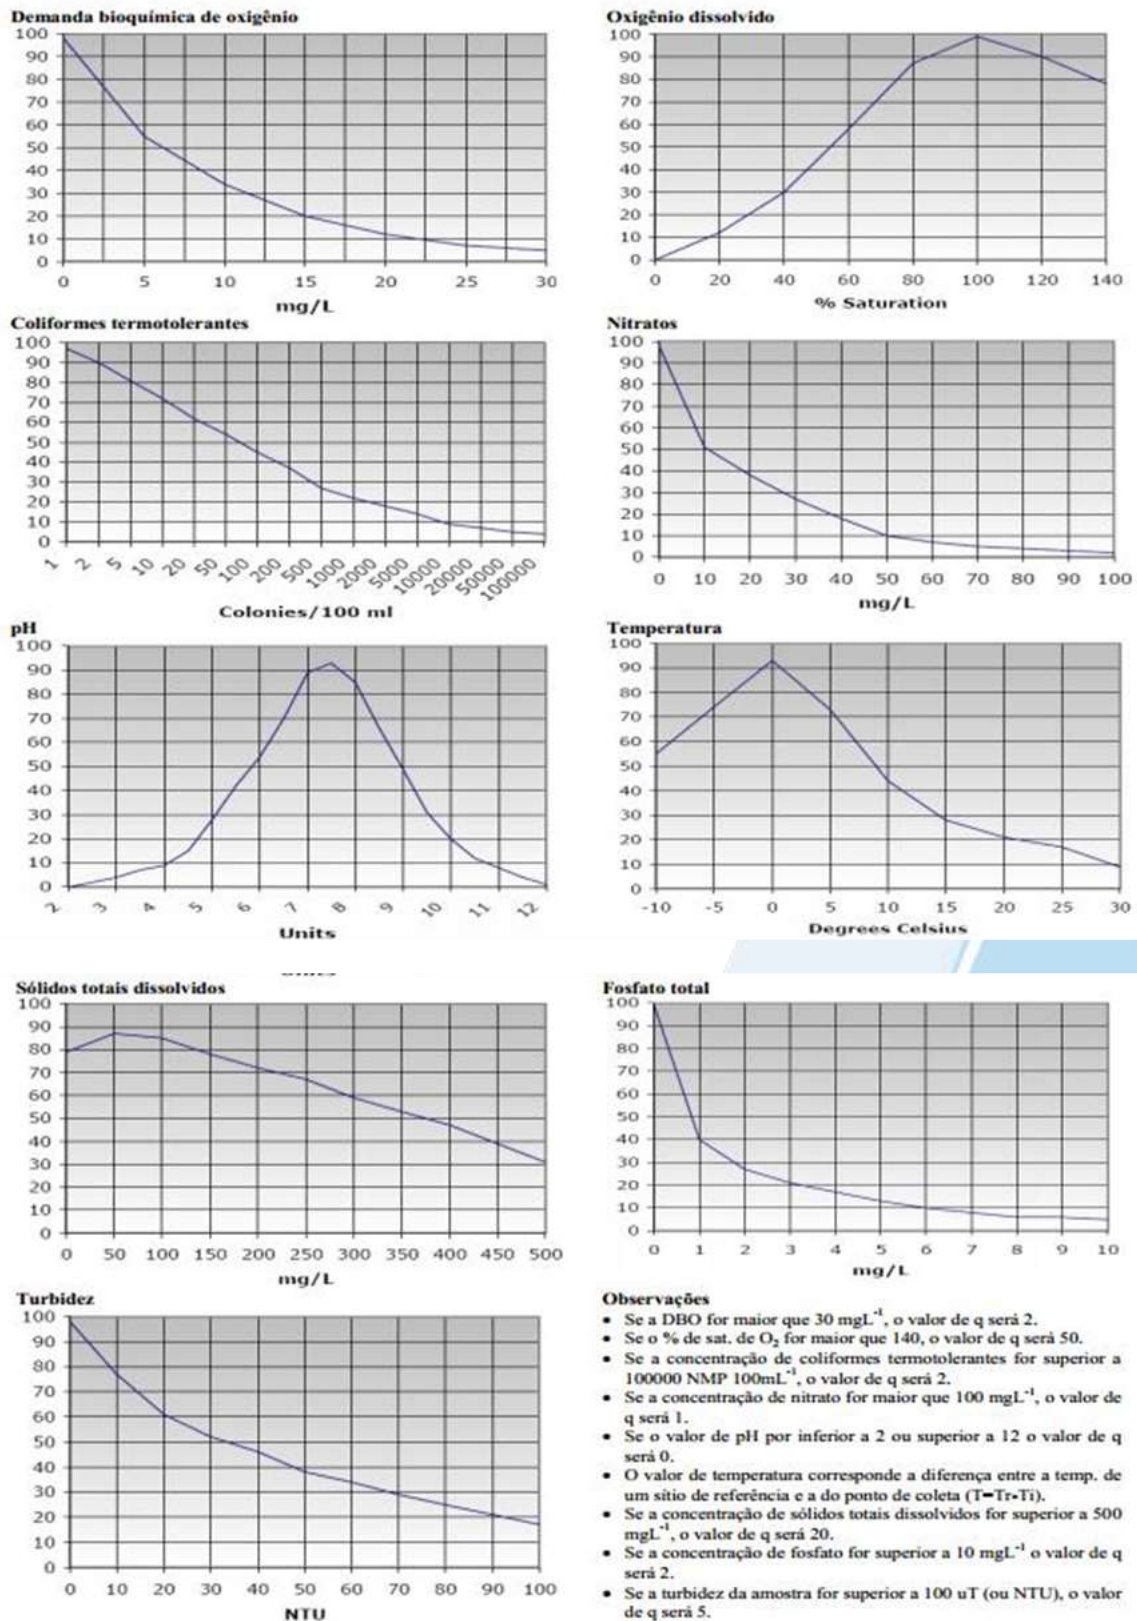 Demanda bioquímica de oxigênio
100
90
80
70
60
50
40
30
20
10
0
0 5 10 15 20 25 30
mg/L
Oxigênio dissolvido
100
90
80
70
60
50
40
30
20
10
0
0 20 40 60 80 100 120 140
% Saturation
Coliformes termotolerantes
100
90
80
70
60
50
40
30
20
10
0
1 2 5 10 20 50 100 200 500 1000 2000 5000 10000 20000 50000 100000
Colonies/100 ml
Nitratos
100
90
80
70
60
50
40
30
20
10
0
0 10 20 30 40 50 60 70 80 90 100
mg/L
pH
100
90
80
70
60
50
40
30
20
10
0
2 3 4 5 6 7 8 9 10 11 12
Units
Temperatura
100
90
80
70
60
50
40
30
20
10
0
-10 -5 0 5 10 15 20 25 30
Degrees Celsius
Sólidos totais dissolvidos
100
90
80
70
60
50
40
30
20
10
0
0 50 100 150 200 250 300 350 400 450 500
mg/L
Fosfato total
100
90
80
70
60
50
40
30
20
10
0
0 1 2 3 4 5 6 7 8 9 10
mg/L
Turbidez
100
90
80
70
60
50
40
30
20
10
0
0 10 20 30 40 50 60 70 80 90 100
NTU
Observações
• Se a DBO for maior que 30 mgL⁻¹, o valor de q será 2.
• Se o % de sat. de O₂ for maior que 140, o valor de q será 50.
• Se a concentração de coliformes termotolerantes for superior a
100000 NMP 100mL⁻¹, o valor de q será 2.
• Se a concentração de nitrato for maior que 100 mgL⁻¹, o valor de
q será 1.
• Se o valor de pH por inferior a 2 ou superior a 12 o valor de q
será 0.
• O valor de temperatura corresponde a diferença entre a temp. de
um sítio de referência e a do ponto de coleta (T=Tr-Ti).
• Se a concentração de sólidos totais dissolvidos for superior a 500
mgL⁻¹, o valor de q será 20.
• Se a concentração de fosfato for superior a 10 mgL⁻¹ o valor de q
será 2.
• Se a turbidez da amostra for superior a 100 uT (ou NTU), o valor
de q será 5.